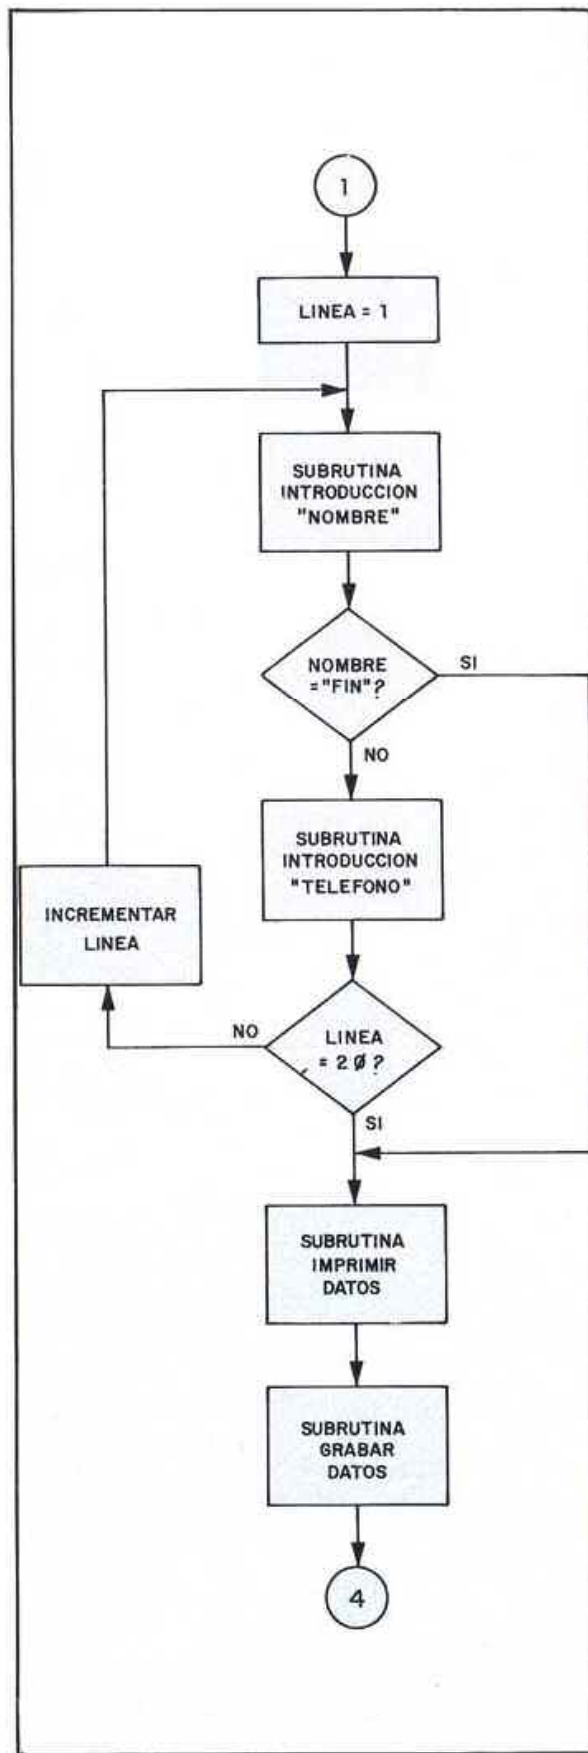 1
LINEA = 1
SUBRUTINA
INTRODUCCION
"NOMBRE"
NOMBRE
="FIN"?
SI
NO
SUBRUTINA
INTRODUCCION
"TELEFONO"
INCREMENTAR
LINEA
NO
LINEA
= 2Ø?
SI
SUBRUTINA
IMPRIMIR
DATOS
SUBRUTINA
GRABAR
DATOS
4